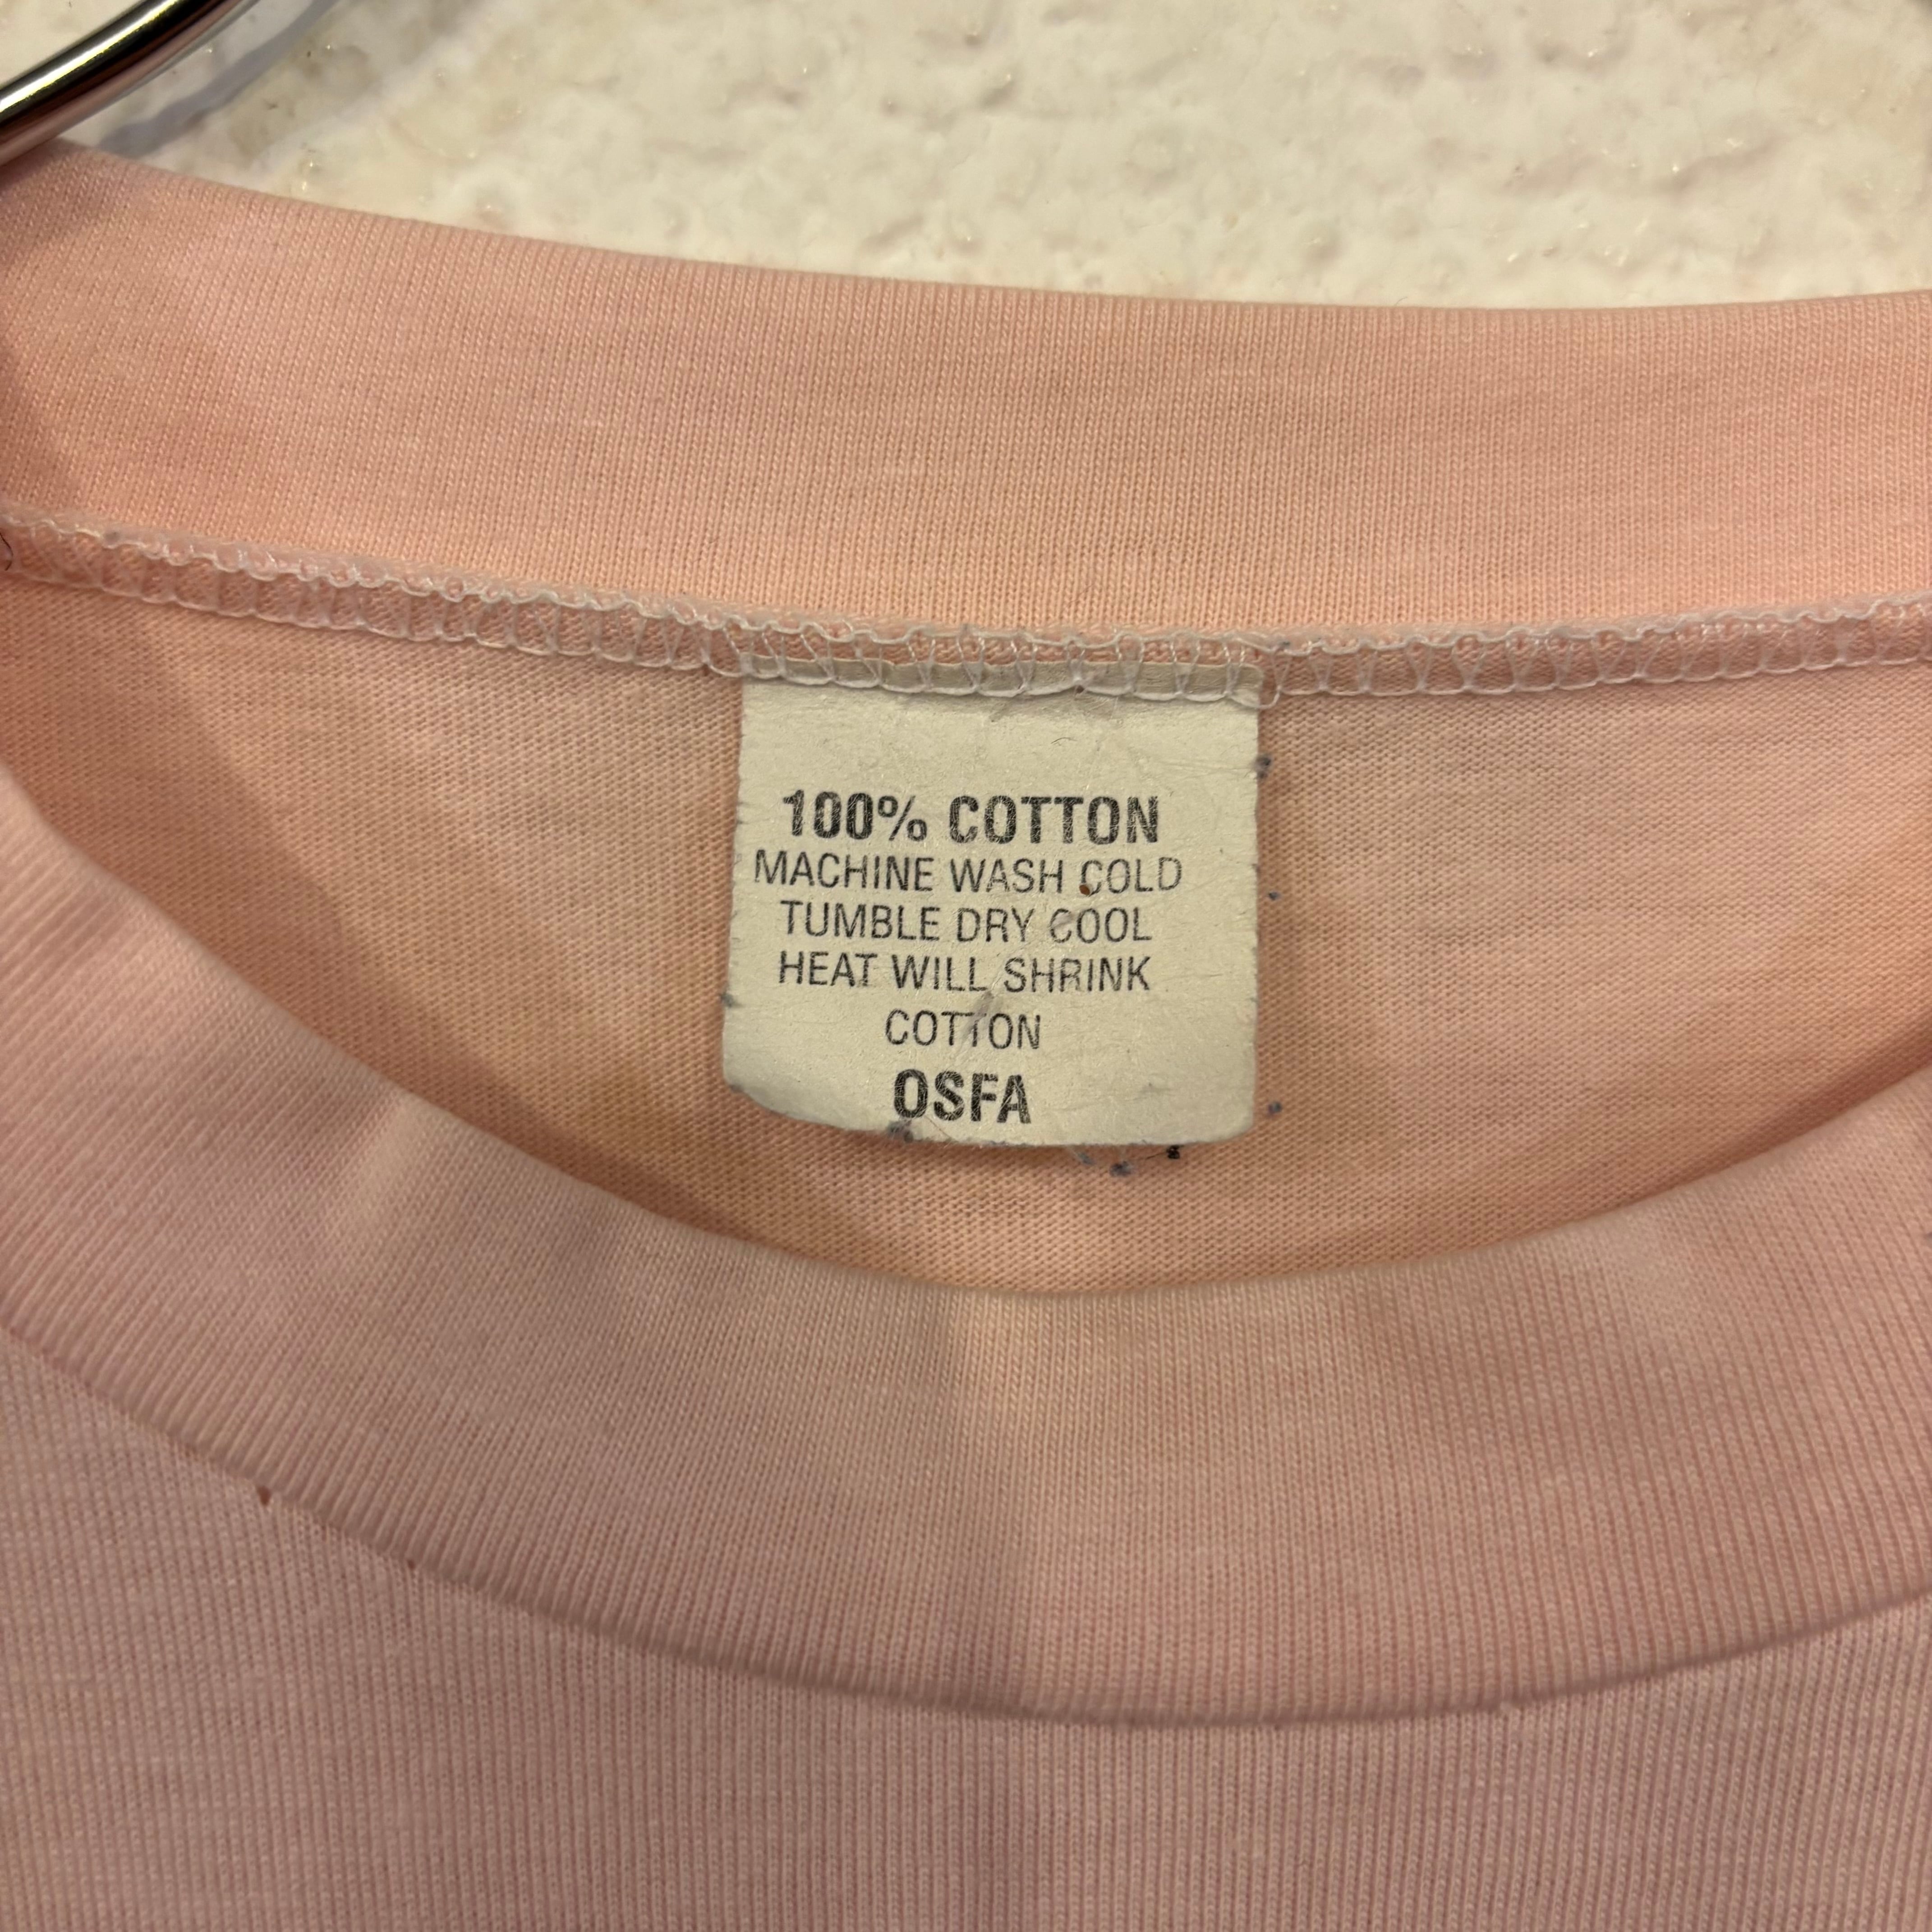 100% COTTON
MACHINE WASH COLD
TUMBLE DRY COOL
HEAT WILL SHRINK
COTTON
OSFA